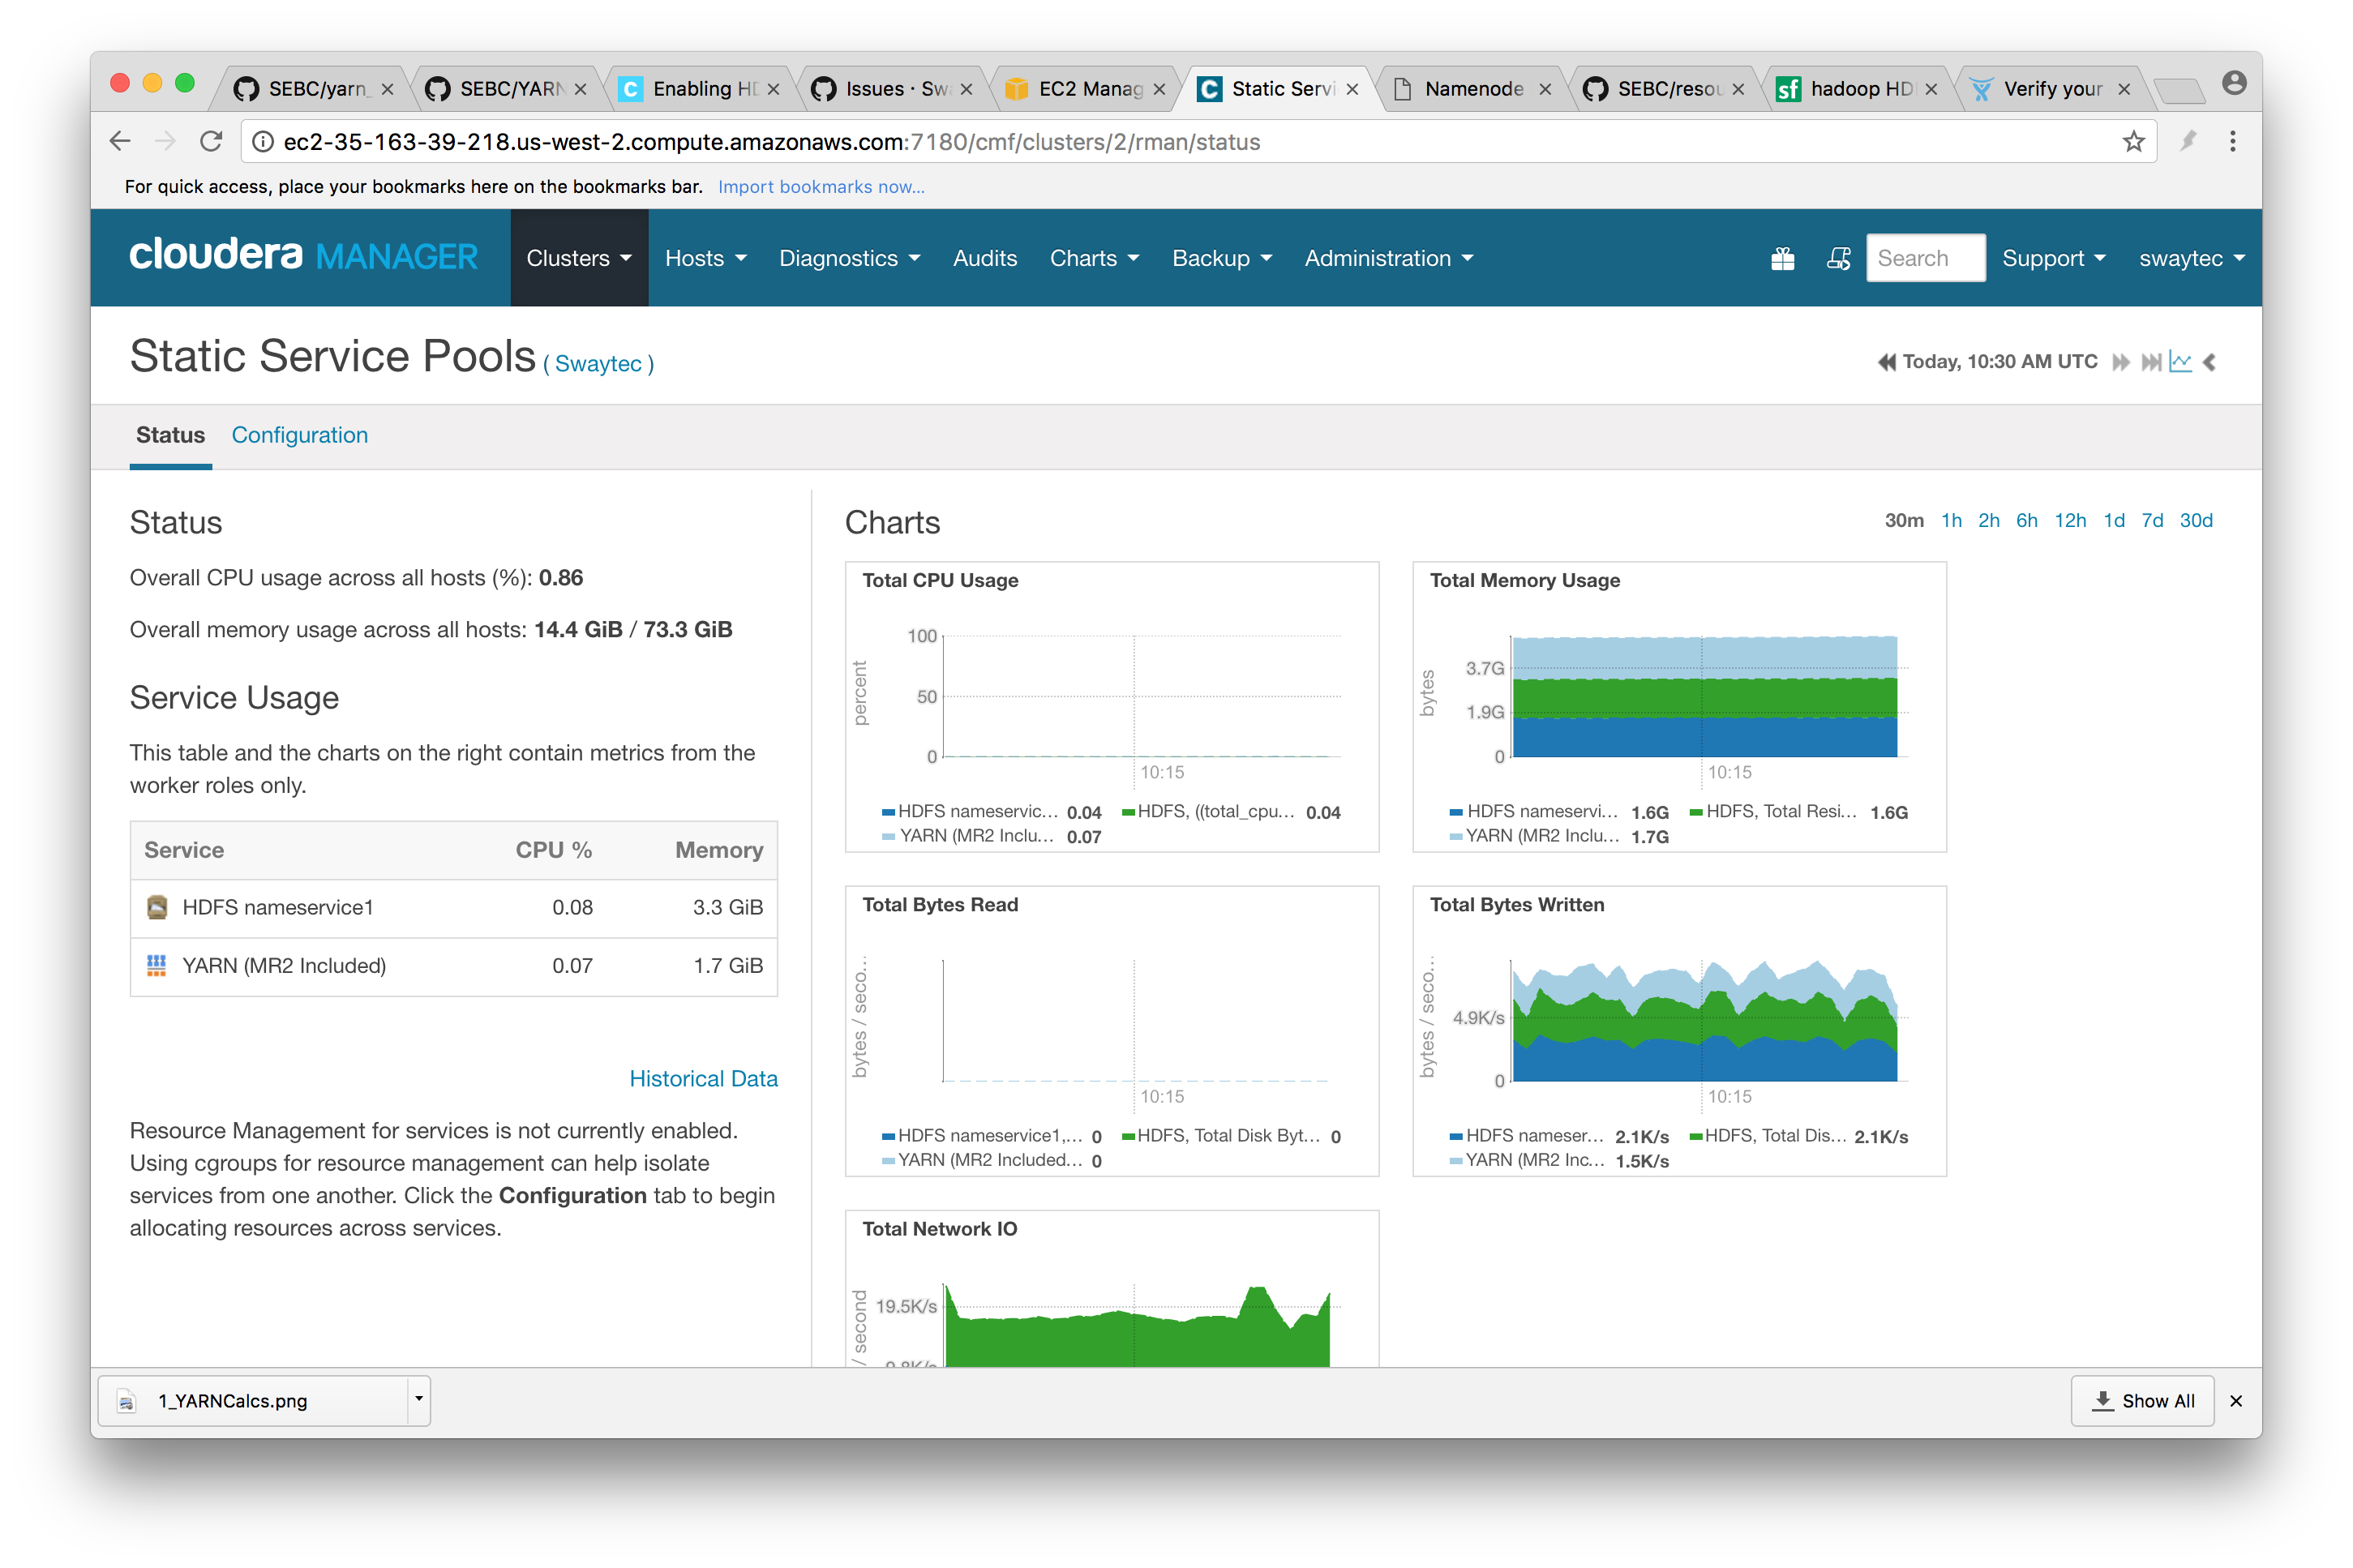 SEBC/yarn_
SEBC/YARN
Enabling HD
Issues · Swa
EC2 Manag
Static Servi
Namenode
SEBC/resou
hadoop HD
Verify your
ec2-35-163-39-218.us-west-2.compute.amazonaws.com:7180/cmf/clusters/2/rman/status
For quick access, place your bookmarks here on the bookmarks bar. Import bookmarks now...
cloudera MANAGER Clusters Hosts Diagnostics Audits Charts Backup Administration Search Support swaytec
Static Service Pools ( Swaytec )
Today, 10:30 AM UTC
Status Configuration
Status
Overall CPU usage across all hosts (%): 0.86
Overall memory usage across all hosts: 14.4 GiB / 73.3 GiB
Service Usage
This table and the charts on the right contain metrics from the
worker roles only.
Service CPU % Memory
HDFS nameservice1 0.08 3.3 GiB
YARN (MR2 Included) 0.07 1.7 GiB
Historical Data
Resource Management for services is not currently enabled.
Using cgroups for resource management can help isolate
services from one another. Click the Configuration tab to begin
allocating resources across services.
Charts
30m 1h 2h 6h 12h 1d 7d 30d
Total CPU Usage
percent
100
50
0
10:15
HDFS nameservic... 0.04 HDFS, ((total_cpu... 0.04
YARN (MR2 Inclu... 0.07
Total Memory Usage
bytes
3.7G
1.9G
0
10:15
HDFS nameservi... 1.6G HDFS, Total Resi... 1.6G
YARN (MR2 Inclu... 1.7G
Total Bytes Read
bytes / seco...
10:15
HDFS nameservice1,... 0 HDFS, Total Disk Byt... 0
YARN (MR2 Included... 0
Total Bytes Written
bytes / seco...
4.9K/s
0
10:15
HDFS nameser... 2.1K/s HDFS, Total Dis... 2.1K/s
YARN (MR2 Inc... 1.5K/s
Total Network IO
/ second
19.5K/s
9.8K/s
1_YARNCalcs.png
Show All